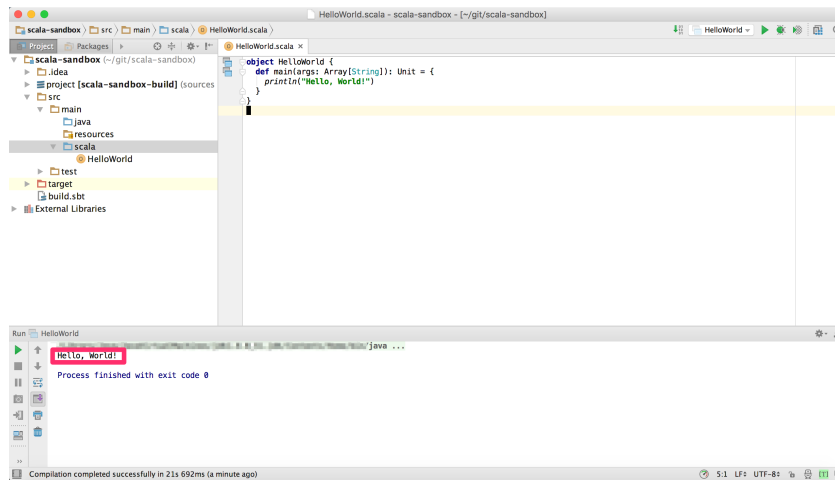 HelloWorld.scala - scala-sandbox - [~/git/scala-sandbox]
scala-sandbox src main scala HelloWorld.scala
HelloWorld
Project Packages
HelloWorld.scala ×
scala-sandbox (~/git/scala-sandbox)
.idea
project [scala-sandbox-build] (sources
src
main
java
resources
scala
HelloWorld
test
target
build.sbt
External Libraries
object HelloWorld {
def main(args: Array[String]): Unit = {
println("Hello, World!")
}
}
Run HelloWorld
/java ...
Hello, World!
Process finished with exit code 0
Compilation completed successfully in 21s 692ms (a minute ago)
5:1 LF÷ UTF-8÷
[T]